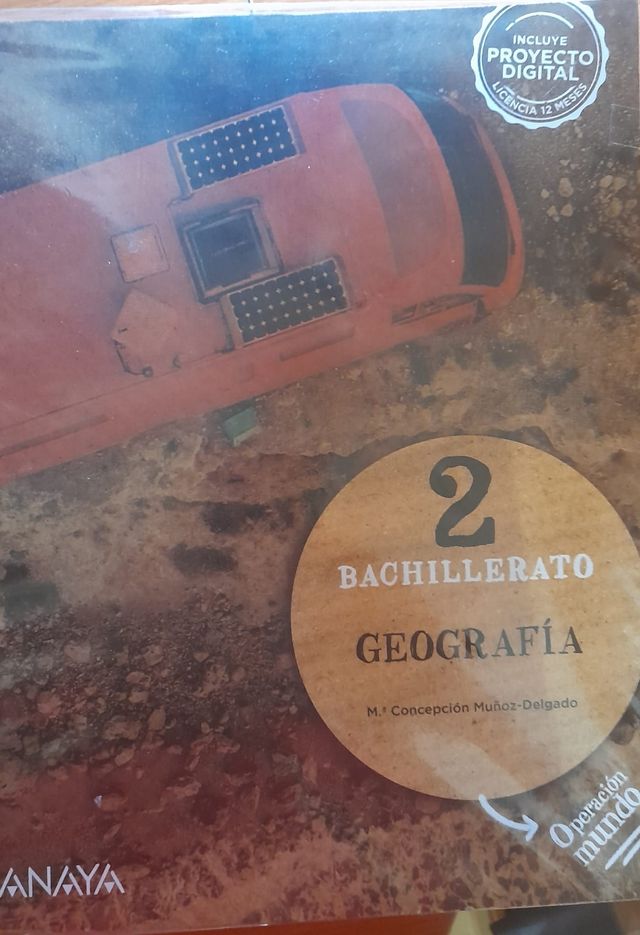 INCLUYE
PROYECTO
DIGITAL
LICENCIA 12 MESES
2
BACHILLERATO
GEOGRAFÍA
M.ª Concepción Muñoz-Delgado
Operación
mundo
ANAYA